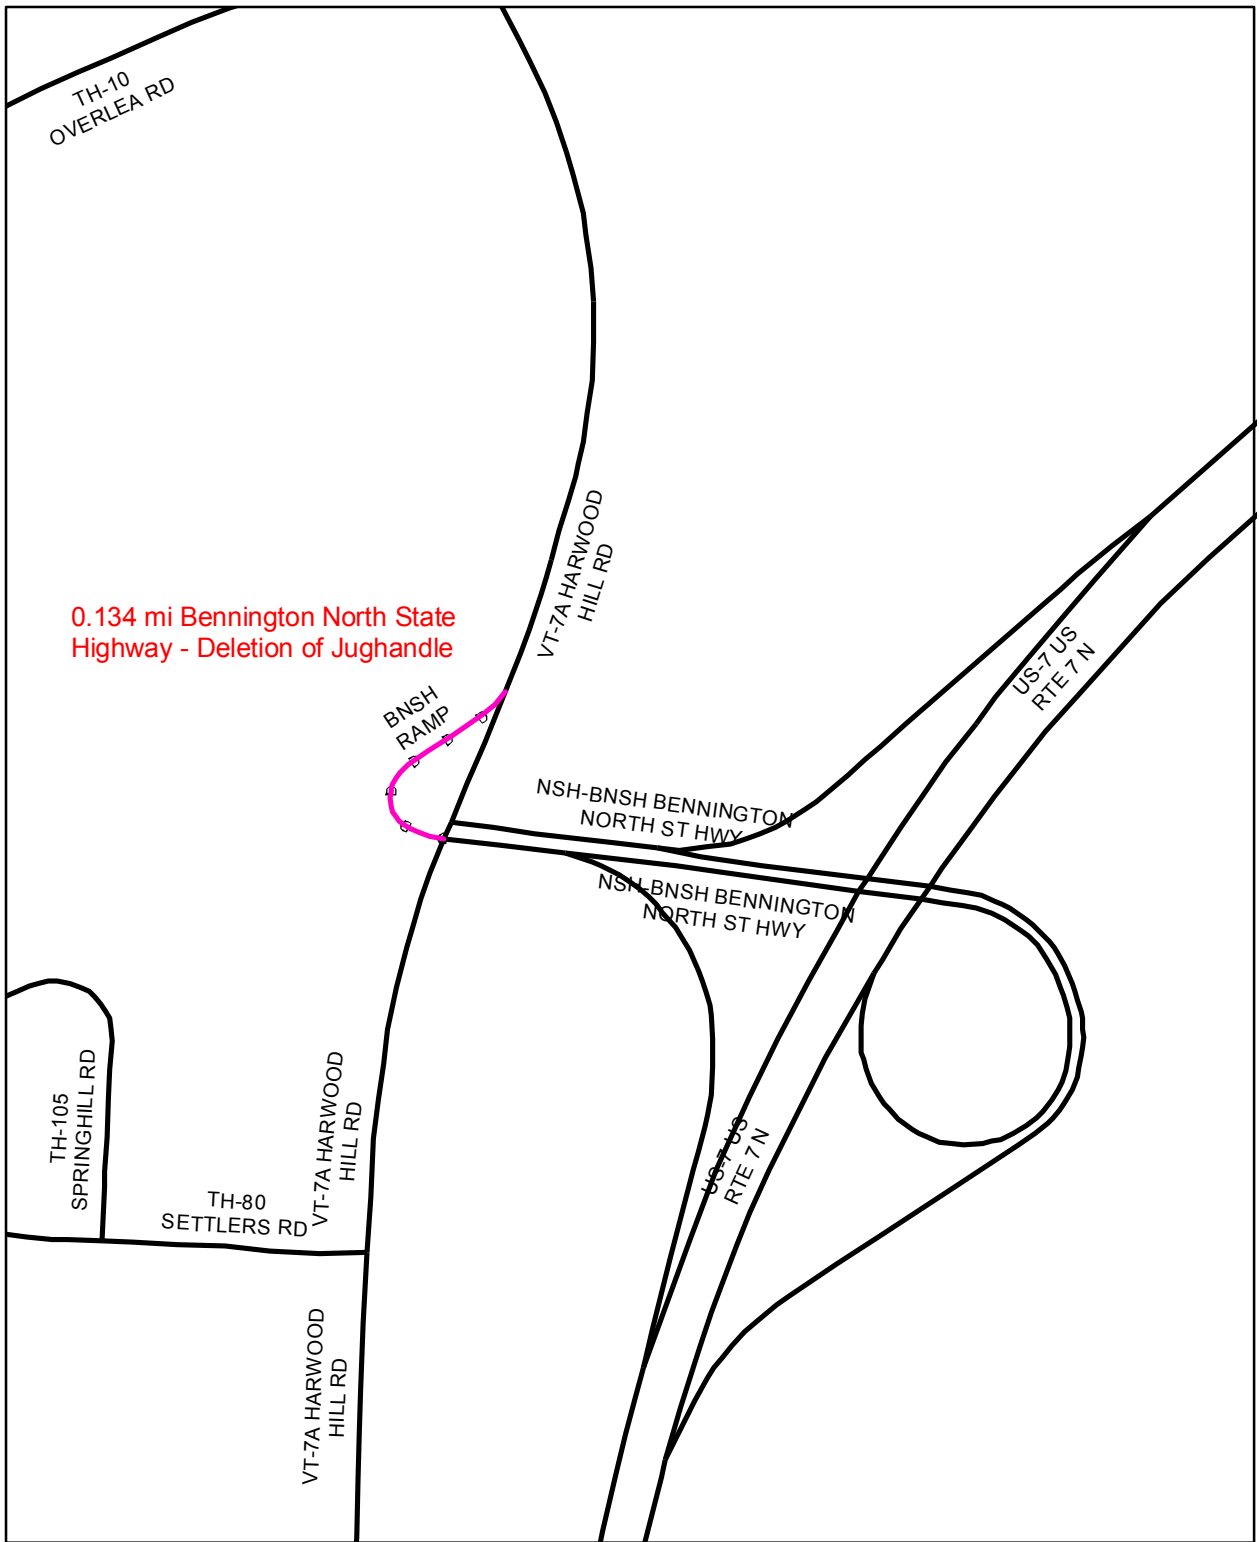 TH-10
OVERLEA RD
VT-7A HARWOOD
HILL RD
0.134 mi Bennington North State
Highway - Deletion of Jughandle
US-7 US
RTE 7 N
BNSH
RAMP
D
D
D
D
D
D
NSH-BNSH BENNINGTON
NORTH ST HWY
NSH-BNSH BENNINGTON
NORTH ST HWY
TH-105
SPRINGHILL RD
VT-7A HARWOOD
HILL RD
US-7 US
RTE 7 N
TH-80
SETTLERS RD
VT-7A HARWOOD
HILL RD